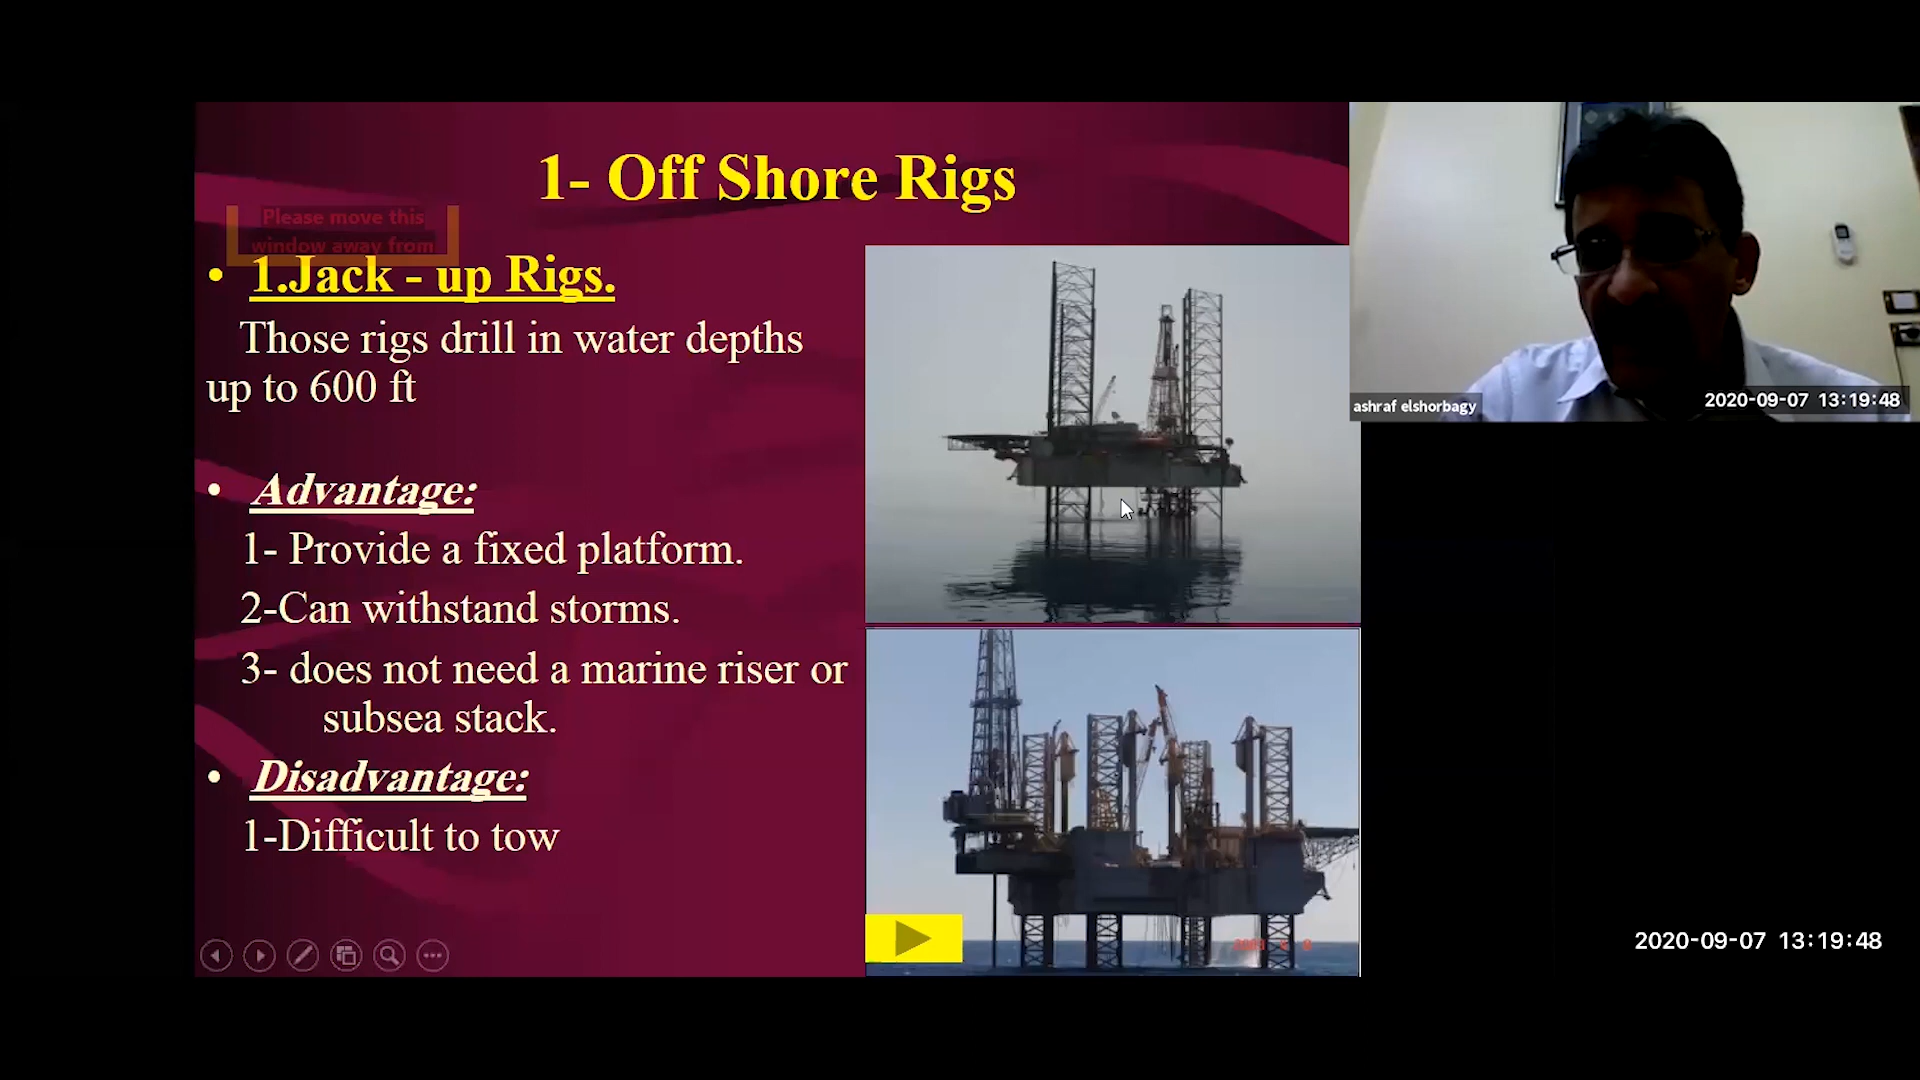 1- Off Shore Rigs
Please move this
window away from
• 1.Jack - up Rigs.
Those rigs drill in water depths
up to 600 ft
• Advantage:
1- Provide a fixed platform.
2-Can withstand storms.
3- does not need a marine riser or
subsea stack.
• Disadvantage:
1-Difficult to tow
ashraf elshorbagy
2020-09-07 13:19:48
2020-09-07 13:19:48